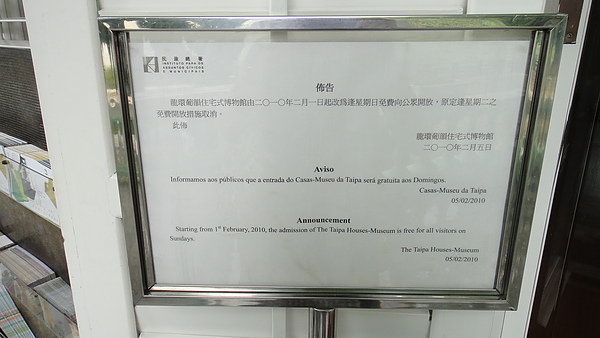 民政總署
INSTITUTO PARA OS
ASSUNTOS CÍVICOS
E MUNICIPAIS
佈告
龍環葡韻住宅式博物館由二〇一〇年二月一日起改為逢星期日免費向公眾開放，原定逢星期二之
免費開放措施取消。
此佈
龍環葡韻住宅式博物館
二〇一〇年二月五日
Aviso
Informamos aos públicos que a entrada do Casas-Museu da Taipa será gratuita aos Domingos.
Casas-Museu da Taipa
05/02/2010
Announcement
Starting from 1st February, 2010, the admission of The Taipa Houses-Museum is free for all visitors on
Sundays.
The Taipa Houses-Museum
05/02/2010